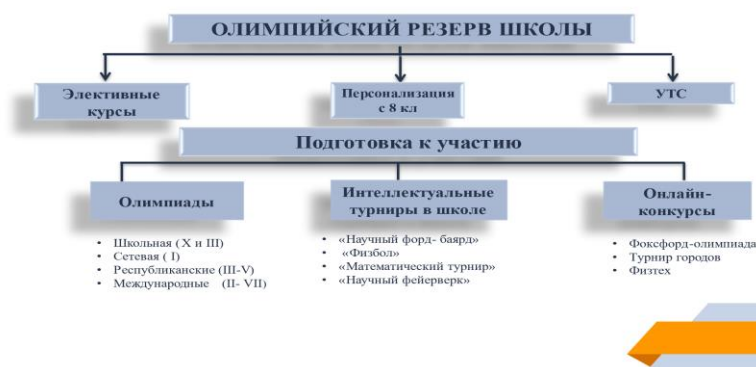 ОЛИМПИЙСКИЙ РЕЗЕРВ ШКОЛЫ
Элективные
курсы
Персонализация
с 8 кл
УТС
Подготовка к участию
Олимпиады
• Школьная (X и III)
• Сетевая ( I)
• Республиканские (III-V)
• Международные (II- VII)
Интеллектуальные
турниры в школе
• «Научный форд- баярд»
• «Физбол»
• «Математический турнир»
• «Научный фейерверк»
Онлайн-
конкурсы
• Фоксфорд-олимпиада
• Турнир городов
• Физтех